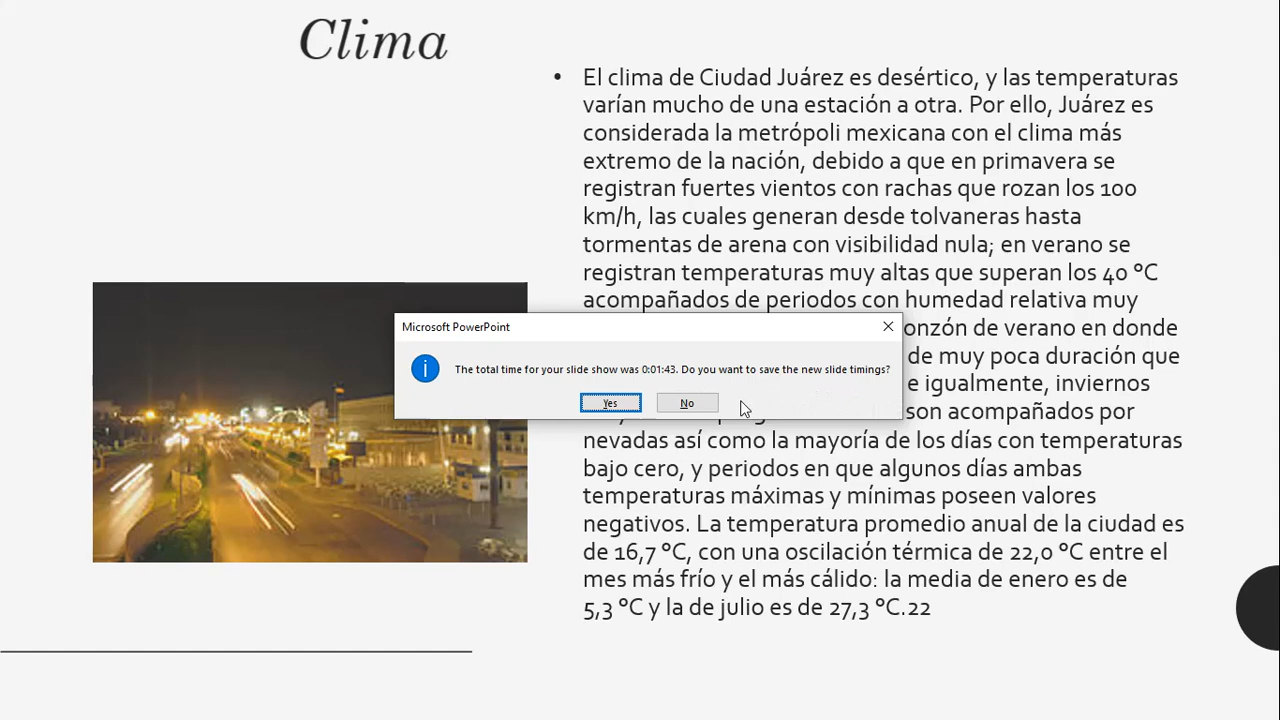 Clima
• El clima de Ciudad Juárez es desértico, y las temperaturas
varían mucho de una estación a otra. Por ello, Juárez es
considerada la metrópoli mexicana con el clima más
extremo de la nación, debido a que en primavera se
registran fuertes vientos con rachas que rozan los 100
km/h, las cuales generan desde tolvaneras hasta
tormentas de arena con visibilidad nula; en verano se
registran temperaturas muy altas que superan los 40 °C
acompañados de periodos con humedad relativa muy
onzón de verano en donde
de muy poca duración que
e igualmente, inviernos
son acompañados por
nevadas así como la mayoría de los días con temperaturas
bajo cero, y periodos en que algunos días ambas
temperaturas máximas y mínimas poseen valores
negativos. La temperatura promedio anual de la ciudad es
de 16,7 °C, con una oscilación térmica de 22,0 °C entre el
mes más frío y el más cálido: la media de enero es de
5,3 °C y la de julio es de 27,3 °C.22
Microsoft PowerPoint
The total time for your slide show was 0:01:43. Do you want to save the new slide timings?
Yes No